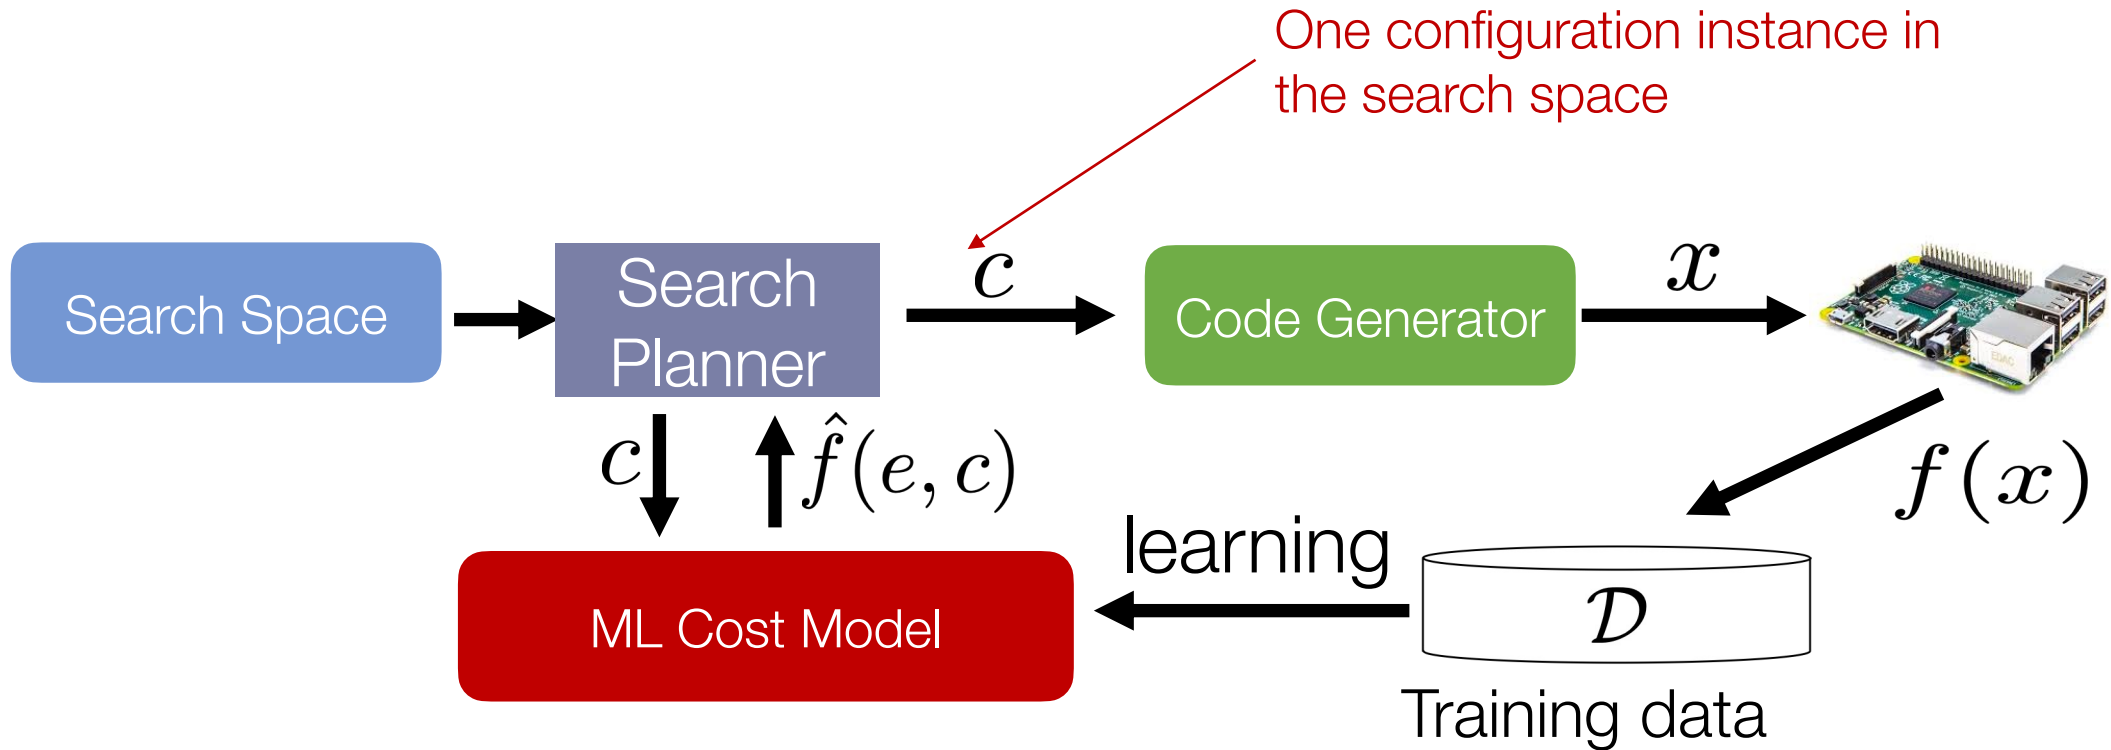 One configuration instance in
the search space
Search Space
Search
Planner
c
Code Generator
x
c
f̂(e, c)
f(x)
learning
ML Cost Model
𝒟
Training data
EDAC